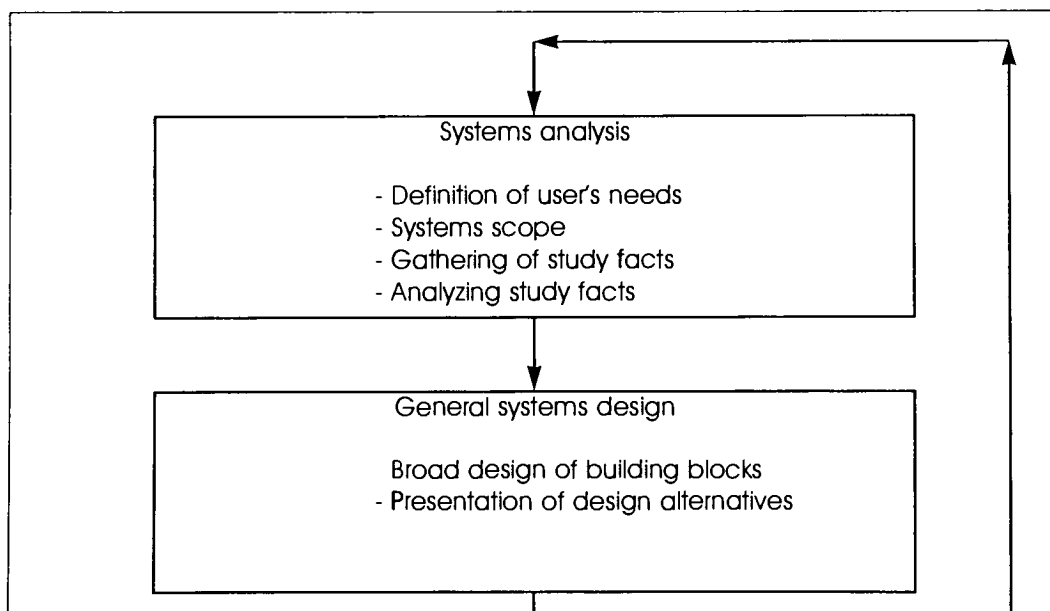 Systems analysis
- Definition of user's needs
- Systems scope
- Gathering of study facts
- Analyzing study facts
General systems design
Broad design of building blocks
- Presentation of design alternatives